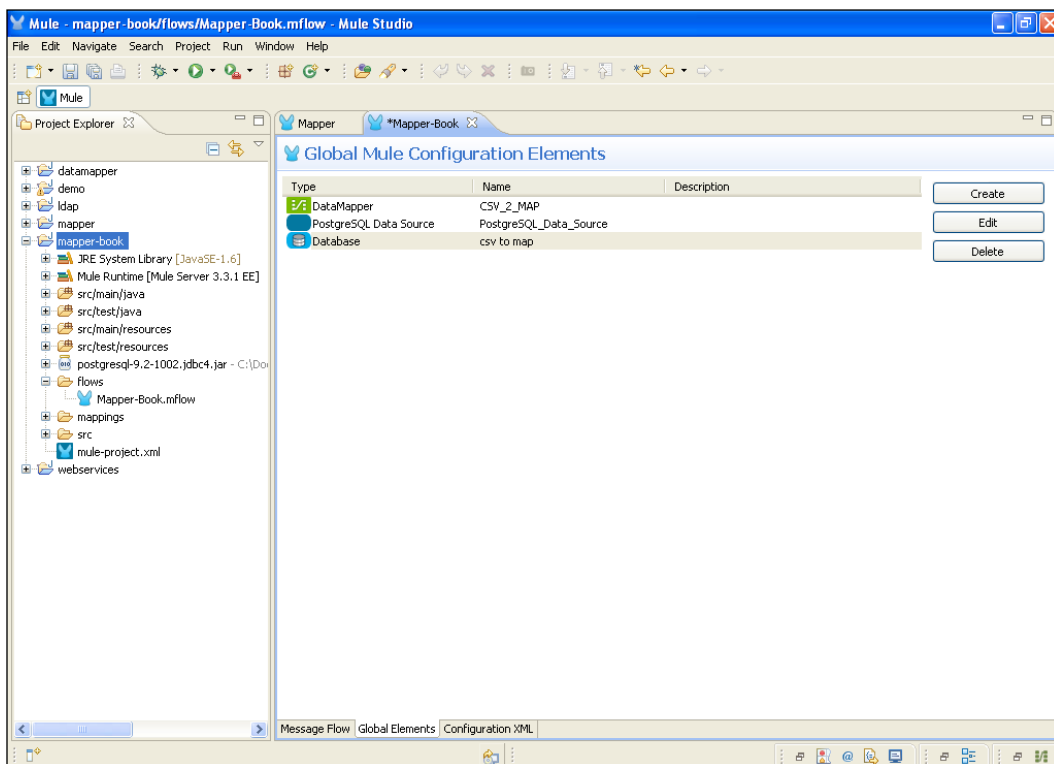 Mule - mapper-book/flows/Mapper-Book.mflow - Mule Studio
File Edit Navigate Search Project Run Window Help
Mule
Project Explorer
datamapper
demo
ldap
mapper
mapper-book
JRE System Library [JavaSE-1.6]
Mule Runtime [Mule Server 3.3.1 EE]
src/main/java
src/test/java
src/main/resources
src/test/resources
postgresql-9.2-1002.jdbc4.jar - C:\Do
flows
Mapper-Book.mflow
mappings
src
mule-project.xml
webservices
Mapper *Mapper-Book
Global Mule Configuration Elements
Type Name Description
DataMapper CSV_2_MAP
PostgreSQL Data Source PostgreSQL_Data_Source
Database csv to map
Create
Edit
Delete
Message Flow Global Elements Configuration XML